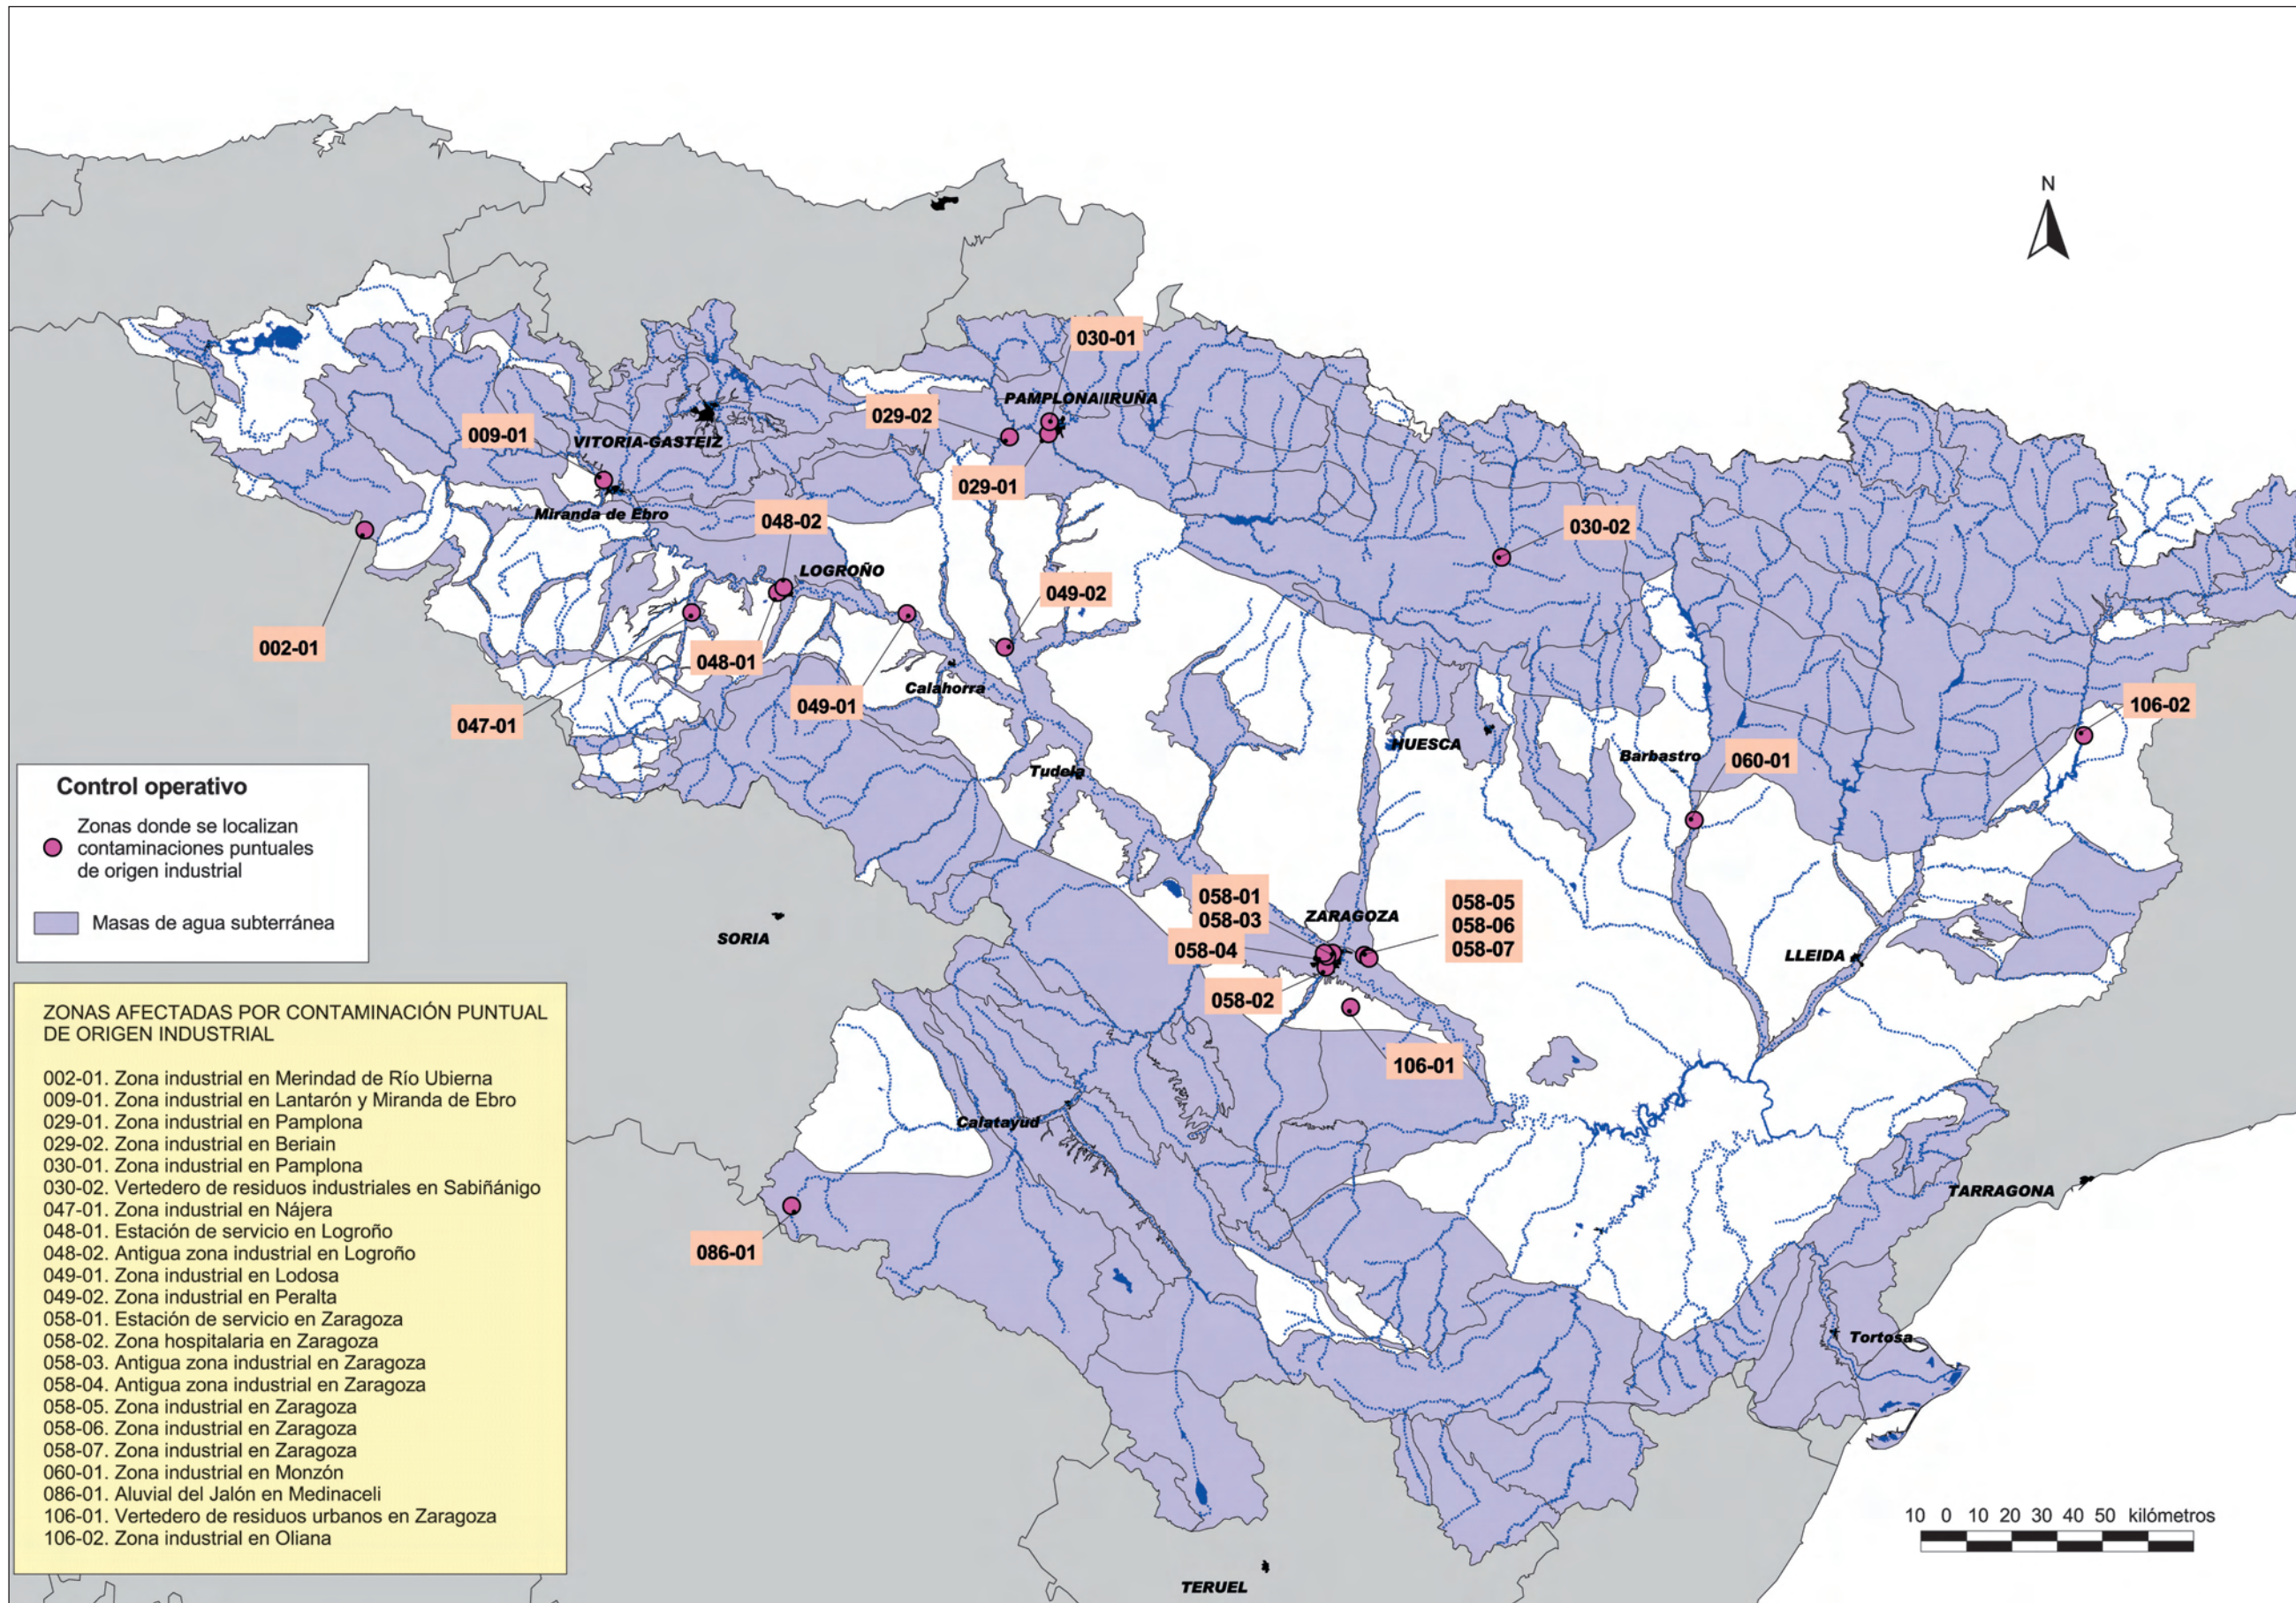 N
030-01
PAMPLONA/IRUÑA
029-02
009-01
VITORIA-GASTEIZ
029-01
Miranda de Ebro
048-02
030-02
LOGROÑO
049-02
002-01
048-01
Calahorra
049-01
047-01
106-02
HUESCA
Barbastro
060-01
Tudela
Control operativo
Zonas donde se localizan
contaminaciones puntuales
de origen industrial
Masas de agua subterránea
058-01
058-03
ZARAGOZA
058-05
058-06
058-07
058-04
SORIA
LLEIDA
058-02
106-01
Calatayud
TARRAGONA
086-01
Tortosa
TERUEL
ZONAS AFECTADAS POR CONTAMINACIÓN PUNTUAL
DE ORIGEN INDUSTRIAL
002-01. Zona industrial en Merindad de Río Ubierna
009-01. Zona industrial en Lantarón y Miranda de Ebro
029-01. Zona industrial en Pamplona
029-02. Zona industrial en Beriain
030-01. Zona industrial en Pamplona
030-02. Vertedero de residuos industriales en Sabiñánigo
047-01. Zona industrial en Nájera
048-01. Estación de servicio en Logroño
048-02. Antigua zona industrial en Logroño
049-01. Zona industrial en Lodosa
049-02. Zona industrial en Peralta
058-01. Estación de servicio en Zaragoza
058-02. Zona hospitalaria en Zaragoza
058-03. Antigua zona industrial en Zaragoza
058-04. Antigua zona industrial en Zaragoza
058-05. Zona industrial en Zaragoza
058-06. Zona industrial en Zaragoza
058-07. Zona industrial en Zaragoza
060-01. Zona industrial en Monzón
086-01. Aluvial del Jalón en Medinaceli
106-01. Vertedero de residuos urbanos en Zaragoza
106-02. Zona industrial en Oliana
10 0 10 20 30 40 50 kilómetros